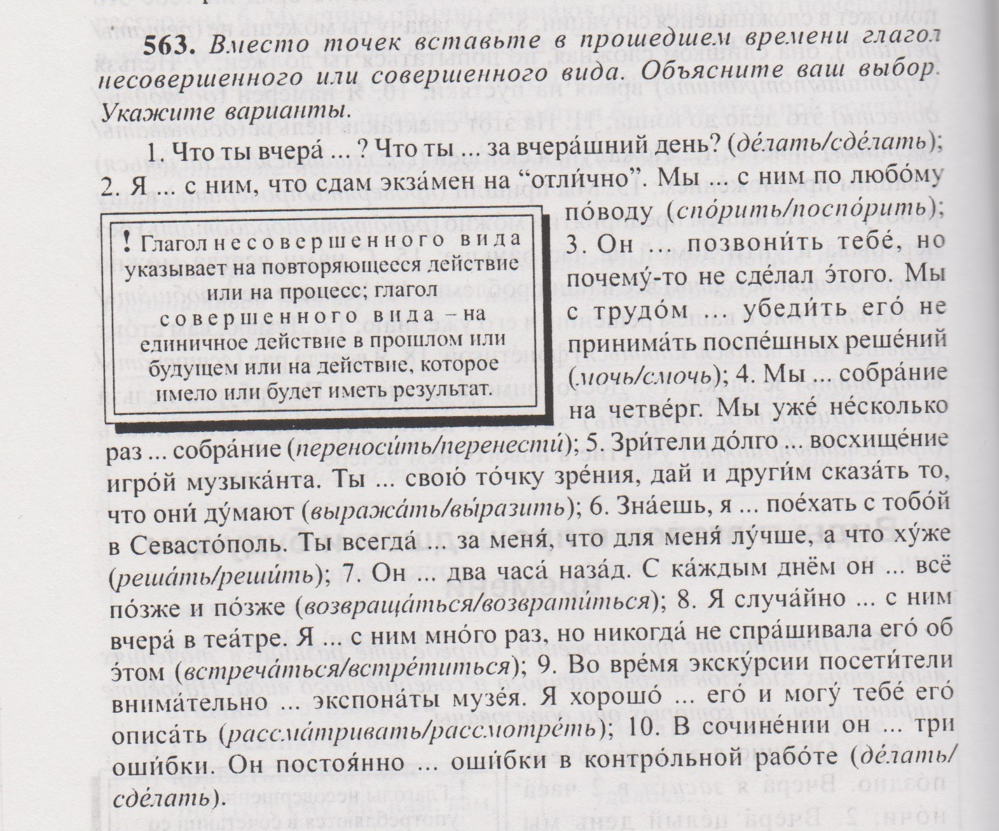 563. Вместо точек вставьте в прошедшем времени глагол
несовершенного или совершенного вида. Объясните ваш выбор.
Укажите варианты.
1. Что ты вчера́ ... ? Что ты ... за вчера́шний день? (де́лать/сде́лать);
2. Я ... с ним, что сдам экза́мен на “отли́чно”. Мы ... с ним по любо́му
по́воду (спо́рить/поспо́рить);
3. Он ... позвони́ть тебе́, но
почему́-то не сде́лал э́того. Мы
с трудо́м ... убеди́ть его́ не
принима́ть поспе́шных реше́ний
(мочь/смочь); 4. Мы ... собра́ние
на четве́рг. Мы уже́ не́сколько
! Глагол несовершенного вида
указывает на повторяющееся действие
или на процесс; глагол
совершенного вида – на
единичное действие в прошлом или
будущем или на действие, которое
имело или будет иметь результат.
раз ... собра́ние (переноси́ть/перенести́); 5. Зри́тели до́лго ... восхище́ние
игро́й музыка́нта. Ты ... свою́ то́чку зре́ния, дай и други́м сказа́ть то,
что они́ ду́мают (выража́ть/вы́разить); 6. Зна́ешь, я ... пое́хать с тобо́й
в Севасто́поль. Ты всегда́ ... за меня́, что для меня́ лу́чше, а что ху́же
(реша́ть/реши́ть); 7. Он ... два часа́ наза́д. С ка́ждым днём он ... всё
по́зже и по́зже (возвраща́ться/возврати́ться); 8. Я случа́йно ... с ним
вчера́ в теа́тре. Я ... с ним мно́го раз, но никогда́ не спра́шивала его́ об
э́том (встреча́ться/встре́титься); 9. Во вре́мя экску́рсии посети́тели
внима́тельно ... экспона́ты музе́я. Я хорошо́ ... его́ и могу́ тебе́ его́
описа́ть (рассма́тривать/рассмотре́ть); 10. В сочине́нии он ... три
оши́бки. Он постоя́нно ... оши́бки в контро́льной рабо́те (де́лать/
сде́лать).